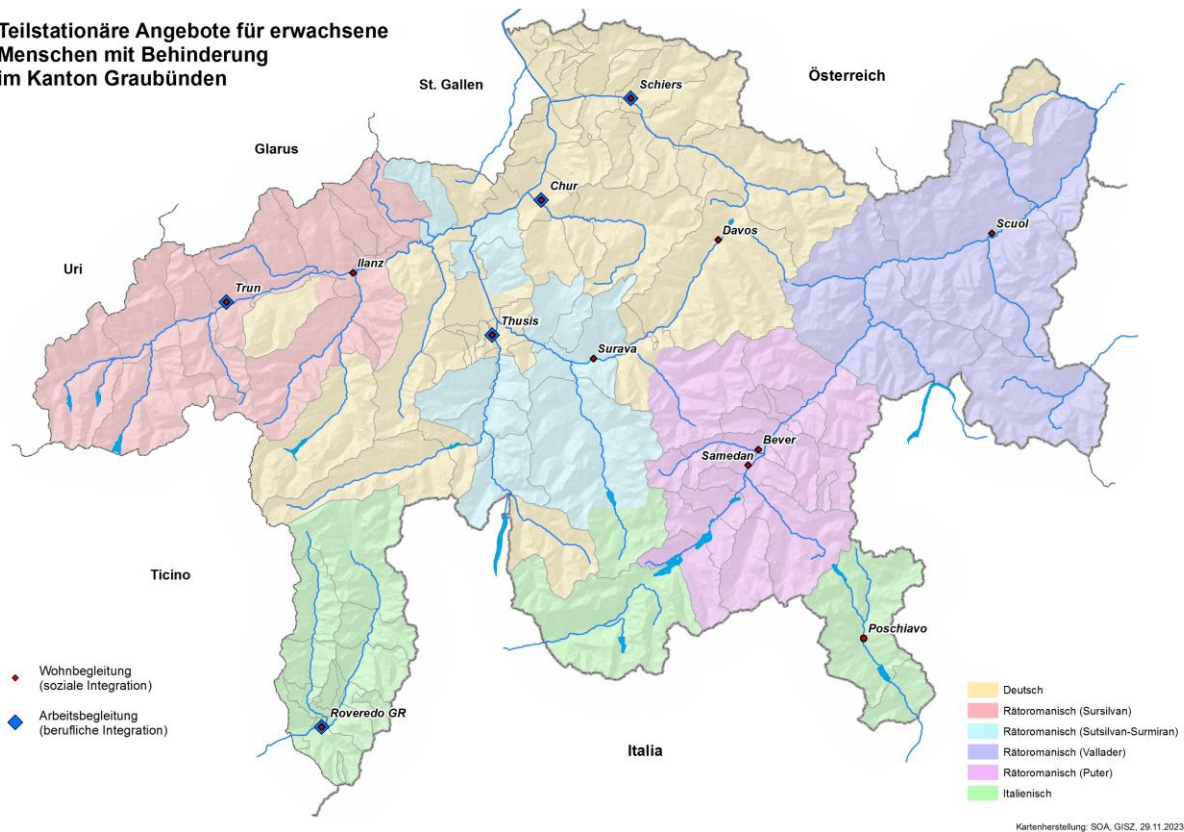 Teilstationäre Angebote für erwachsene
Menschen mit Behinderung
im Kanton Graubünden
St. Gallen
Österreich
Schiers
Glarus
Chur
Scuol
Davos
Uri
Ilanz
Trun
Thusis
Surava
Bever
Samedan
Ticino
Poschiavo
Wohnbegleitung
(soziale Integration)
Arbeitsbegleitung
(berufliche Integration)
Roveredo GR
Italia
Deutsch
Rätoromanisch (Sursilvan)
Rätoromanisch (Sutsilvan-Surmiran)
Rätoromanisch (Vallader)
Rätoromanisch (Puter)
Italienisch
Kartenherstellung: SOA, GISZ, 29.11.2023